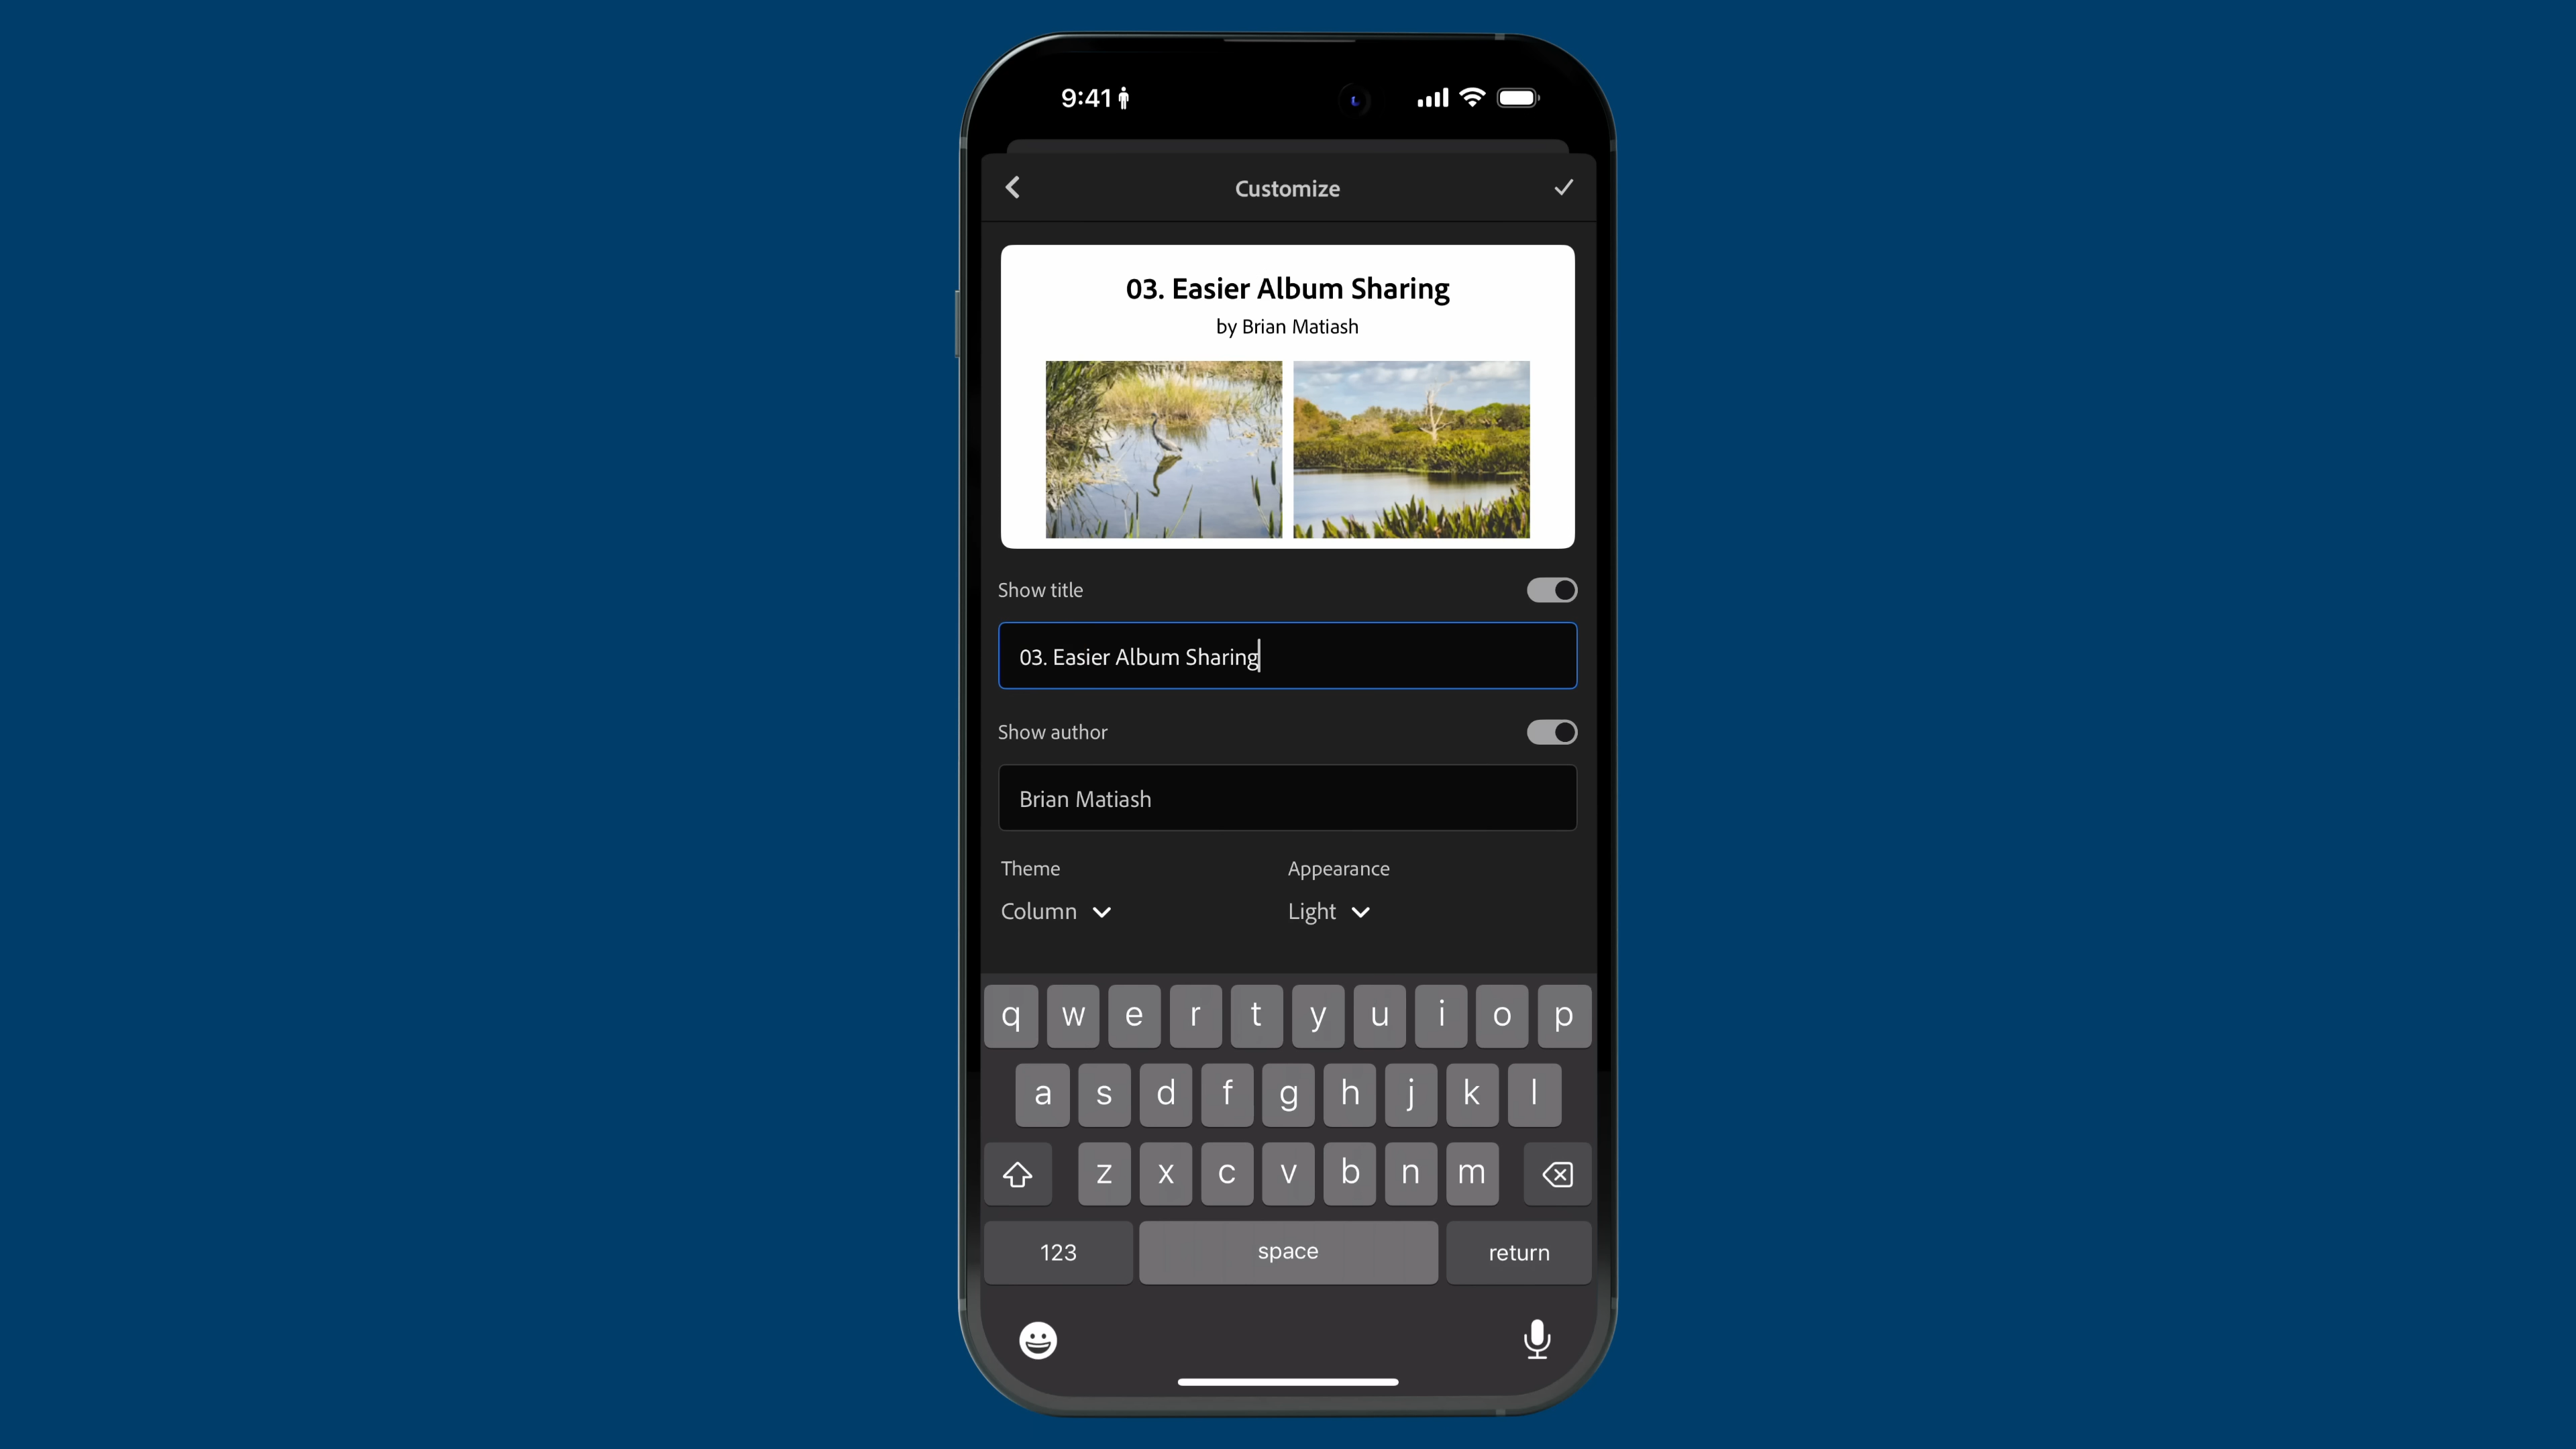 9:41
Customize
03. Easier Album Sharing
by Brian Matiash
Show title
03. Easier Album Sharing
Show author
Brian Matiash
Theme
Appearance
Column
Light
q w e r t y u i o p
a s d f g h j k l
z x c v b n m
123 space return